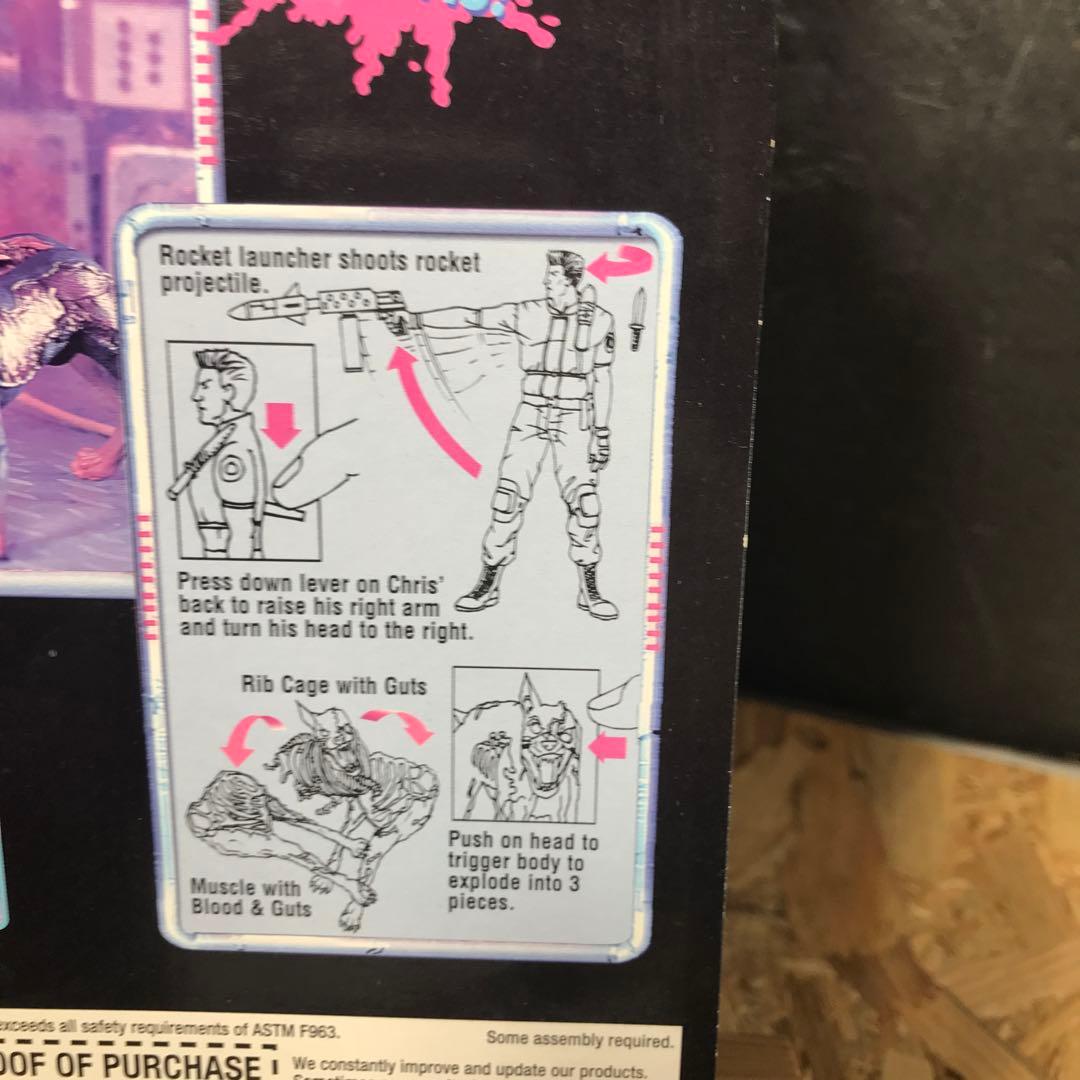 Rocket launcher shoots rocket
projectile.
Press down lever on Chris'
back to raise his right arm
and turn his head to the right.
Rib Cage with Guts
Muscle with
Blood & Guts
Push on head to
trigger body to
explode into 3
pieces.
exceeds all safety requirements of ASTM F963.
Some assembly required.
OOF OF PURCHASE
We constantly improve and update our products.